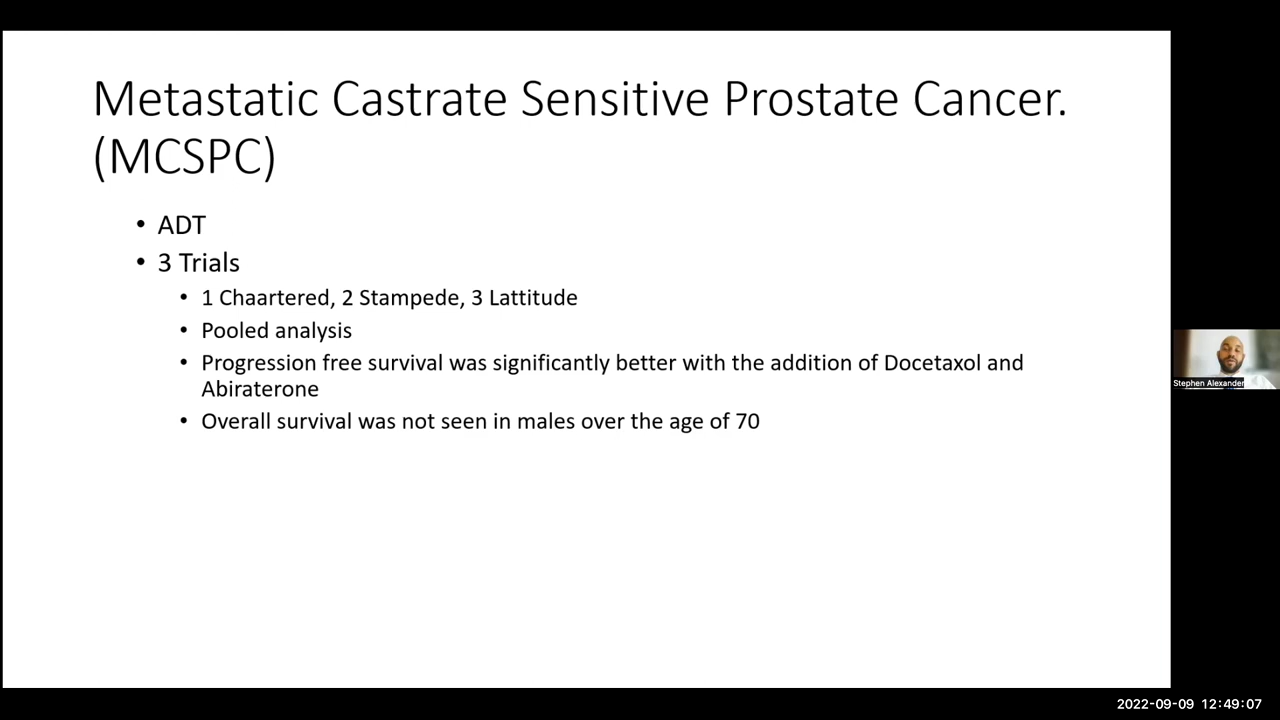 Metastatic Castrate Sensitive Prostate Cancer.
(MCSPC)
• ADT
• 3 Trials
• 1 Chaartered, 2 Stampede, 3 Lattitude
• Pooled analysis
• Progression free survival was significantly better with the addition of Docetaxol and
Abiraterone
• Overall survival was not seen in males over the age of 70
Stephen Alexander
2022-09-09 12:49:07